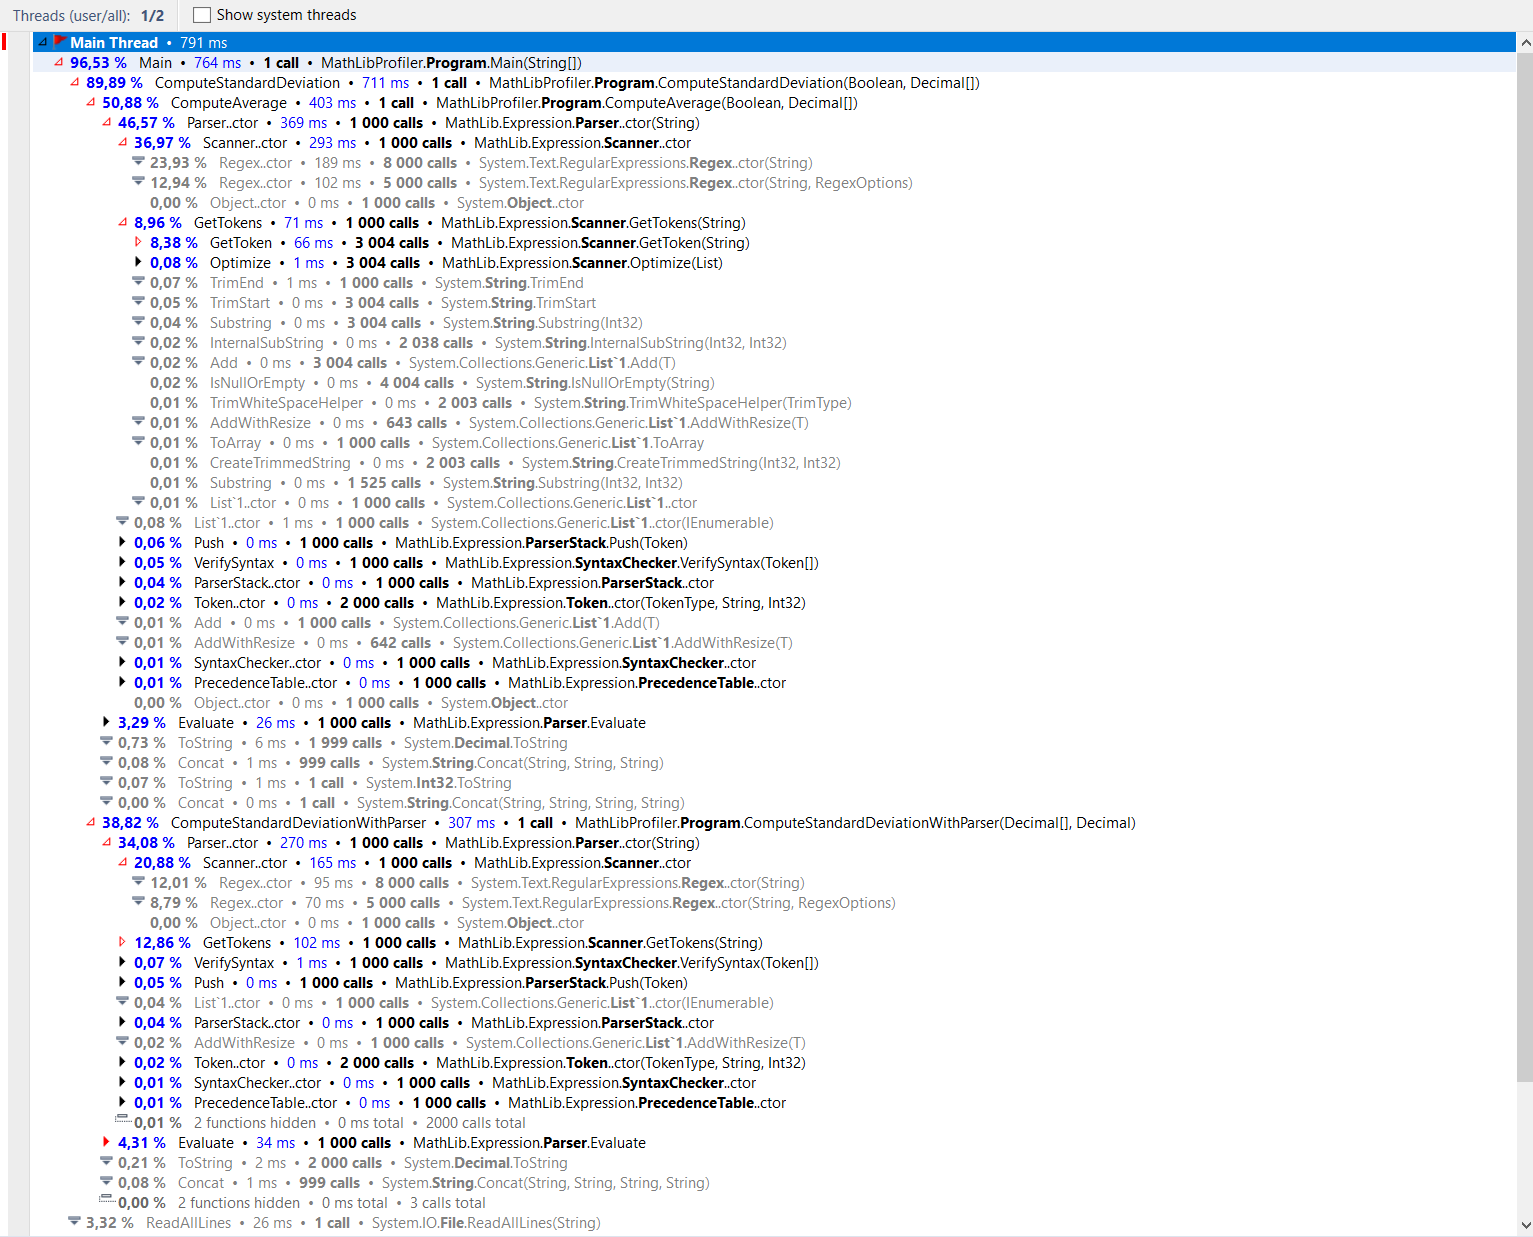 Threads (user/all): 1/2 Show system threads
Main Thread • 791 ms
96,53 % Main • 764 ms • 1 call • MathLibProfiler.Program.Main(String[])
89,89 % ComputeStandardDeviation • 711 ms • 1 call • MathLibProfiler.Program.ComputeStandardDeviation(Boolean, Decimal[])
50,88 % ComputeAverage • 403 ms • 1 call • MathLibProfiler.Program.ComputeAverage(Boolean, Decimal[])
46,57 % Parser..ctor • 369 ms • 1 000 calls • MathLib.Expression.Parser..ctor(String)
36,97 % Scanner..ctor • 293 ms • 1 000 calls • MathLib.Expression.Scanner..ctor
23,93 % Regex..ctor • 189 ms • 8 000 calls • System.Text.RegularExpressions.Regex..ctor(String)
12,94 % Regex..ctor • 102 ms • 5 000 calls • System.Text.RegularExpressions.Regex..ctor(String, RegexOptions)
0,00 % Object..ctor • 0 ms • 1 000 calls • System.Object..ctor
8,96 % GetTokens • 71 ms • 1 000 calls • MathLib.Expression.Scanner.GetTokens(String)
8,38 % GetToken • 66 ms • 3 004 calls • MathLib.Expression.Scanner.GetToken(String)
0,08 % Optimize • 1 ms • 3 004 calls • MathLib.Expression.Scanner.Optimize(List)
0,07 % TrimEnd • 1 ms • 1 000 calls • System.String.TrimEnd
0,05 % TrimStart • 0 ms • 3 004 calls • System.String.TrimStart
0,04 % Substring • 0 ms • 3 004 calls • System.String.Substring(Int32)
0,02 % InternalSubString • 0 ms • 2 038 calls • System.String.InternalSubString(Int32, Int32)
0,02 % Add • 0 ms • 3 004 calls • System.Collections.Generic.List`1.Add(T)
0,02 % IsNullOrEmpty • 0 ms • 4 004 calls • System.String.IsNullOrEmpty(String)
0,01 % TrimWhiteSpaceHelper • 0 ms • 2 003 calls • System.String.TrimWhiteSpaceHelper(TrimType)
0,01 % AddWithResize • 0 ms • 643 calls • System.Collections.Generic.List`1.AddWithResize(T)
0,01 % ToArray • 0 ms • 1 000 calls • System.Collections.Generic.List`1.ToArray
0,01 % CreateTrimmedString • 0 ms • 2 003 calls • System.String.CreateTrimmedString(Int32, Int32)
0,01 % Substring • 0 ms • 1 525 calls • System.String.Substring(Int32, Int32)
0,01 % List`1..ctor • 0 ms • 1 000 calls • System.Collections.Generic.List`1..ctor
0,08 % List`1..ctor • 1 ms • 1 000 calls • System.Collections.Generic.List`1..ctor(IEnumerable)
0,06 % Push • 0 ms • 1 000 calls • MathLib.Expression.ParserStack.Push(Token)
0,05 % VerifySyntax • 0 ms • 1 000 calls • MathLib.Expression.SyntaxChecker.VerifySyntax(Token[])
0,04 % ParserStack..ctor • 0 ms • 1 000 calls • MathLib.Expression.ParserStack..ctor
0,02 % Token..ctor • 0 ms • 2 000 calls • MathLib.Expression.Token..ctor(TokenType, String, Int32)
0,01 % Add • 0 ms • 1 000 calls • System.Collections.Generic.List`1.Add(T)
0,01 % AddWithResize • 0 ms • 642 calls • System.Collections.Generic.List`1.AddWithResize(T)
0,01 % SyntaxChecker..ctor • 0 ms • 1 000 calls • MathLib.Expression.SyntaxChecker..ctor
0,01 % PrecedenceTable..ctor • 0 ms • 1 000 calls • MathLib.Expression.PrecedenceTable..ctor
0,00 % Object..ctor • 0 ms • 1 000 calls • System.Object..ctor
3,29 % Evaluate • 26 ms • 1 000 calls • MathLib.Expression.Parser.Evaluate
0,73 % ToString • 6 ms • 1 999 calls • System.Decimal.ToString
0,08 % Concat • 1 ms • 999 calls • System.String.Concat(String, String, String)
0,07 % ToString • 1 ms • 1 call • System.Int32.ToString
0,00 % Concat • 0 ms • 1 call • System.String.Concat(String, String, String, String)
38,82 % ComputeStandardDeviationWithParser • 307 ms • 1 call • MathLibProfiler.Program.ComputeStandardDeviationWithParser(Decimal[], Decimal)
34,08 % Parser..ctor • 270 ms • 1 000 calls • MathLib.Expression.Parser..ctor(String)
20,88 % Scanner..ctor • 165 ms • 1 000 calls • MathLib.Expression.Scanner..ctor
12,01 % Regex..ctor • 95 ms • 8 000 calls • System.Text.RegularExpressions.Regex..ctor(String)
8,79 % Regex..ctor • 70 ms • 5 000 calls • System.Text.RegularExpressions.Regex..ctor(String, RegexOptions)
0,00 % Object..ctor • 0 ms • 1 000 calls • System.Object..ctor
12,86 % GetTokens • 102 ms • 1 000 calls • MathLib.Expression.Scanner.GetTokens(String)
0,07 % VerifySyntax • 1 ms • 1 000 calls • MathLib.Expression.SyntaxChecker.VerifySyntax(Token[])
0,05 % Push • 0 ms • 1 000 calls • MathLib.Expression.ParserStack.Push(Token)
0,04 % List`1..ctor • 0 ms • 1 000 calls • System.Collections.Generic.List`1..ctor(IEnumerable)
0,04 % ParserStack..ctor • 0 ms • 1 000 calls • MathLib.Expression.ParserStack..ctor
0,02 % AddWithResize • 0 ms • 1 000 calls • System.Collections.Generic.List`1.AddWithResize(T)
0,02 % Token..ctor • 0 ms • 2 000 calls • MathLib.Expression.Token..ctor(TokenType, String, Int32)
0,01 % SyntaxChecker..ctor • 0 ms • 1 000 calls • MathLib.Expression.SyntaxChecker..ctor
0,01 % PrecedenceTable..ctor • 0 ms • 1 000 calls • MathLib.Expression.PrecedenceTable..ctor
0,01 % 2 functions hidden • 0 ms total • 2000 calls total
4,31 % Evaluate • 34 ms • 1 000 calls • MathLib.Expression.Parser.Evaluate
0,21 % ToString • 2 ms • 2 000 calls • System.Decimal.ToString
0,08 % Concat • 1 ms • 999 calls • System.String.Concat(String, String, String, String)
0,00 % 2 functions hidden • 0 ms total • 3 calls total
3,32 % ReadAllLines • 26 ms • 1 call • System.IO.File.ReadAllLines(String)